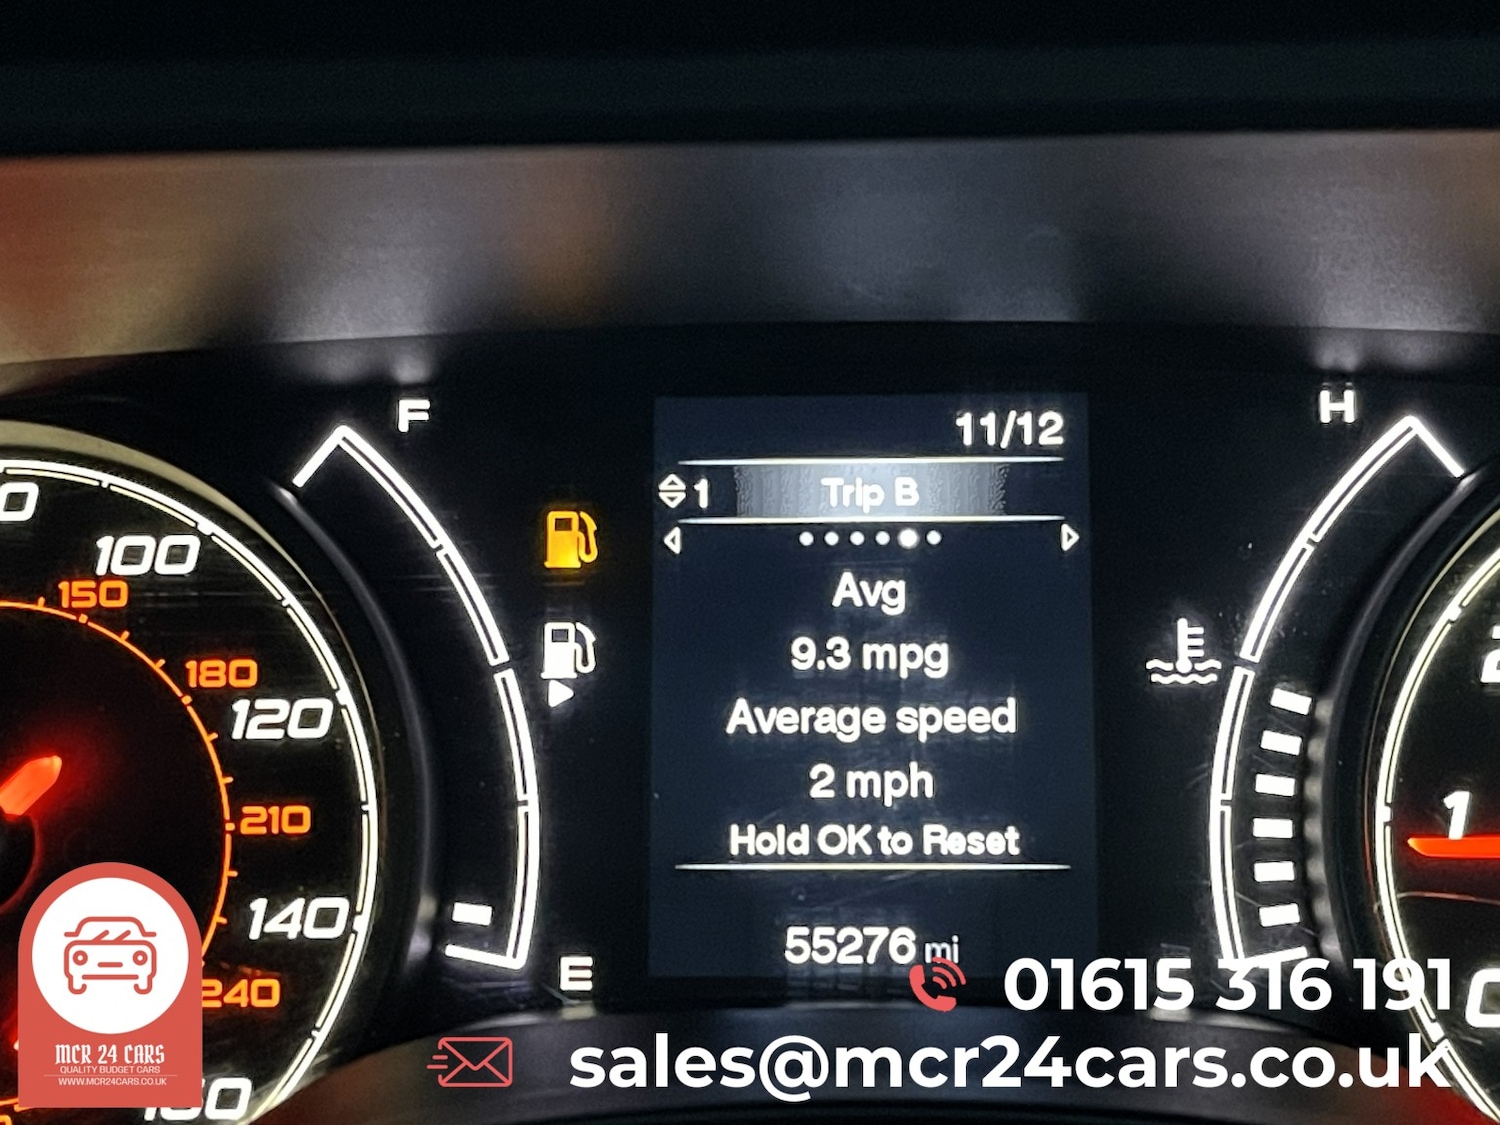 F
H
11/12
1 Trip B
Avg
9.3 mpg
Average speed
2 mph
Hold OK to Reset
55276 mi
E
100
150
180
120
210
140
240
1
MCR 24 CARS
QUALITY BUDGET CARS
WWW.MCR24CARS.CO.UK
01615 316 191
sales@mcr24cars.co.uk